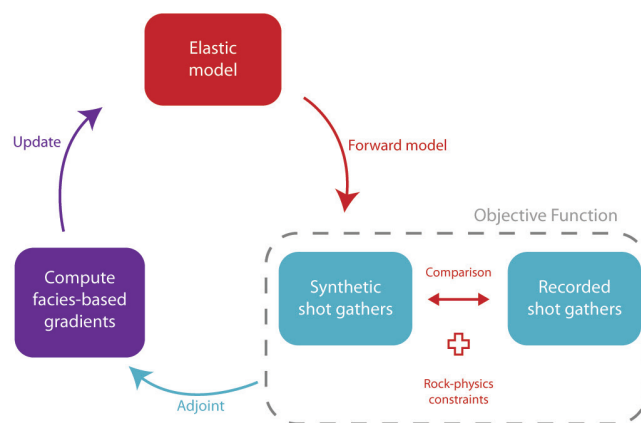 Elastic
model
Update
Forward model
Objective Function
Compute
facies-based
gradients
Synthetic
shot gathers
Comparison
Recorded
shot gathers
Rock-physics
constraints
Adjoint